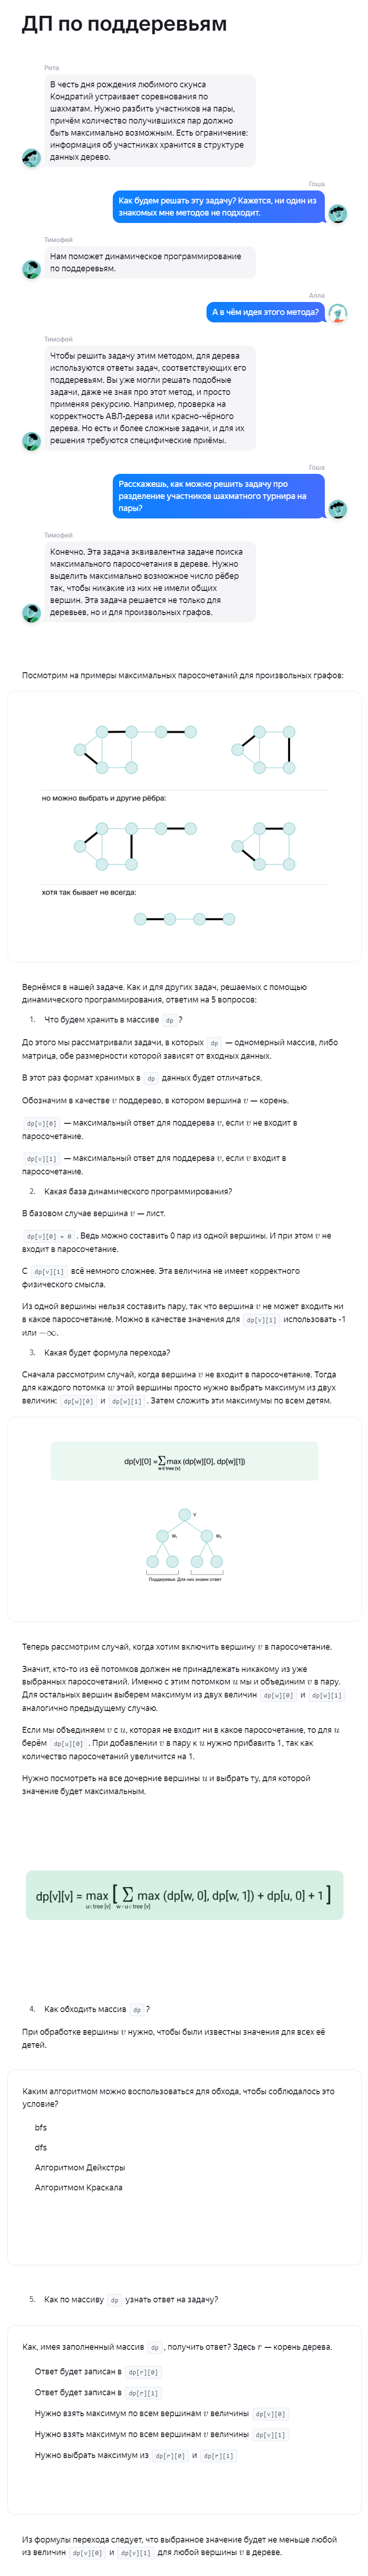 ДП по поддеревьям
Рита
В честь дня рождения любимого скунса
Кондратий устраивает соревнования по
шахматам. Нужно разбить участников на пары,
причём количество получившихся пар должно
быть максимально возможным. Есть ограничение:
информация об участниках хранится в структуре
данных дерево.
Гоша
Как будем решать эту задачу? Кажется, ни один из
знакомых мне методов не подходит.
Тимофей
Нам поможет динамическое программирование
по поддеревьям.
Алла
А в чём идея этого метода?
Тимофей
Чтобы решить задачу этим методом, для дерева
используются ответы задач, соответствующих его
поддеревьям. Вы уже могли решать подобные
задачи, даже не зная про этот метод, и просто
применяя рекурсию. Например, проверка на
корректность АВЛ-дерева или красно-чёрного
дерева. Но есть и более сложные задачи, и для их
решения требуются специфические приёмы.
Гоша
Расскажешь, как можно решить задачу про
разделение участников шахматного турнира на
пары?
Тимофей
Конечно. Эта задача эквивалентна задаче поиска
максимального паросочетания в дереве. Нужно
выделить максимально возможное число рёбер
так, чтобы никакие из них не имели общих
вершин. Эта задача решается не только для
деревьев, но и для произвольных графов.
Посмотрим на примеры максимальных паросочетаний для произвольных графов:
но можно выбрать и другие рёбра:
хотя так бывает не всегда:
Вернёмся в нашей задаче. Как и для других задач, решаемых с помощью
динамического программирования, ответим на 5 вопросов:
1. Что будем хранить в массиве dp ?
До этого мы рассматривали задачи, в которых dp — одномерный массив, либо
матрица, обе размерности которой зависят от входных данных.
В этот раз формат хранимых в dp данных будет отличаться.
Обозначим в качестве v поддерево, в котором вершина v — корень.
dp[v][0] — максимальный ответ для поддерева v, если v не входит в
паросочетание.
dp[v][1] — максимальный ответ для поддерева v, если v входит в
паросочетание.
2. Какая база динамического программирования?
В базовом случае вершина v — лист.
dp[v][0] = 0 . Ведь можно составить 0 пар из одной вершины. И при этом v не
входит в паросочетание.
С dp[v][1] всё немного сложнее. Эта величина не имеет корректного
физического смысла.
Из одной вершины нельзя составить пару, так что вершина v не может входить ни
в какое паросочетание. Можно в качестве значения для dp[v][1] использовать -1
или −∞.
3. Какая будет формула перехода?
Сначала рассмотрим случай, когда вершина v не входит в паросочетание. Тогда
для каждого потомка w этой вершины просто нужно выбрать максимум из двух
величин: dp[w][0] и dp[w][1] . Затем сложить эти максимумы по всем детям.
dp[v][0] =∑max (dp[w][0], dp[w][1])
w∈tree [v]
v
w₁ w₂
Поддеревья. Для них знаем ответ
Теперь рассмотрим случай, когда хотим включить вершину v в паросочетание.
Значит, кто-то из её потомков должен не принадлежать никакому из уже
выбранных паросочетаний. Именно с этим потомком u мы и объединим v в пару.
Для остальных вершин выберем максимум из двух величин dp[w][0] и dp[w][1]
аналогично предыдущему случаю.
Если мы объединяем v с u, которая не входит ни в какое паросочетание, то для u
берём dp[u][0] . При добавлении v в пару к u нужно прибавить 1, так как
количество паросочетаний увеличится на 1.
Нужно посмотреть на все дочерние вершины u и выбрать ту, для которой
значение будет максимальным.
dp[v][v] = max [ ∑ max (dp[w, 0], dp[w, 1]) + dp[u, 0] + 1 ]
4. Как обходить массив dp ?
При обработке вершины v нужно, чтобы были известны значения для всех её
детей.
Каким алгоритмом можно воспользоваться для обхода, чтобы соблюдалось это
условие?
bfs
dfs
Алгоритмом Дейкстры
Алгоритмом Краскала
5. Как по массиву dp узнать ответ на задачу?
Как, имея заполненный массив dp , получить ответ? Здесь r — корень дерева.
Ответ будет записан в dp[r][0]
Ответ будет записан в dp[r][1]
Нужно взять максимум по всем вершинам v величины dp[v][0]
Нужно взять максимум по всем вершинам v величины dp[v][1]
Нужно выбрать максимум из dp[r][0] и dp[r][1]
Из формулы перехода следует, что выбранное значение будет не меньше любой
из величин dp[v][0] и dp[v][1] для любой вершины v в дереве.